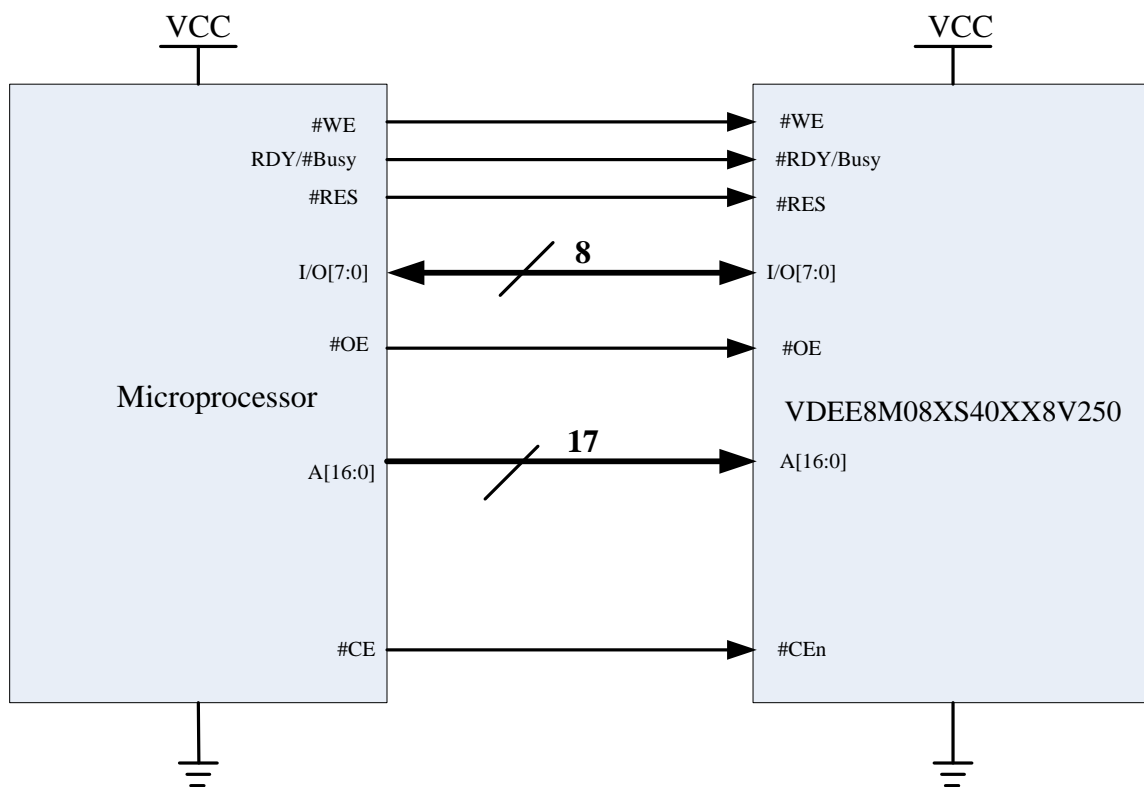 VCC
VCC
#WE
#WE
RDY/#Busy
#RDY/Busy
#RES
#RES
8
I/O[7:0]
I/O[7:0]
#OE
#OE
Microprocessor
VDEE8M08XS40XX8V250
17
A[16:0]
A[16:0]
#CE
#CEn